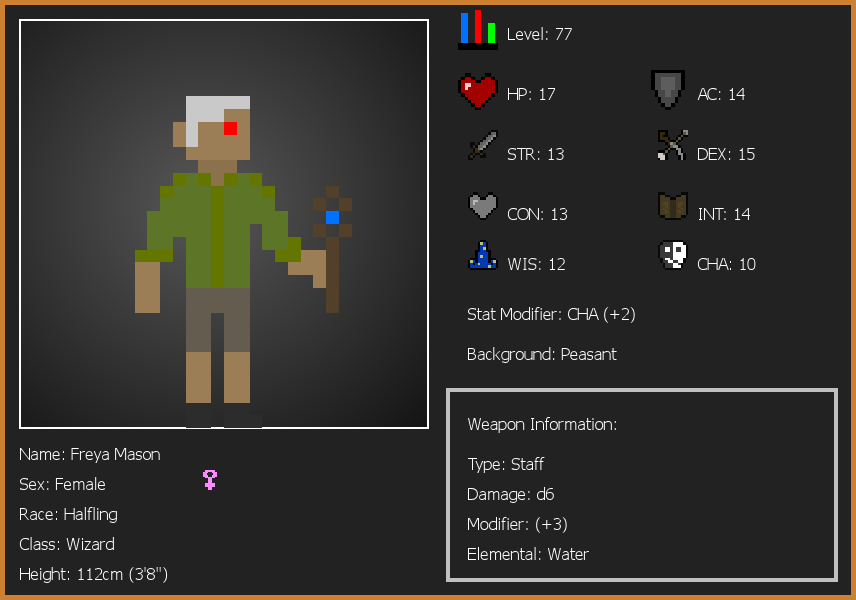 Level: 77
HP: 17
AC: 14
STR: 13
DEX: 15
CON: 13
INT: 14
WIS: 12
CHA: 10
Stat Modifier: CHA (+2)
Background: Peasant
Weapon Information:
Type: Staff
Damage: d6
Modifier: (+3)
Elemental: Water
Name: Freya Mason
Sex: Female
Race: Halfling
Class: Wizard
Height: 112cm (3'8")